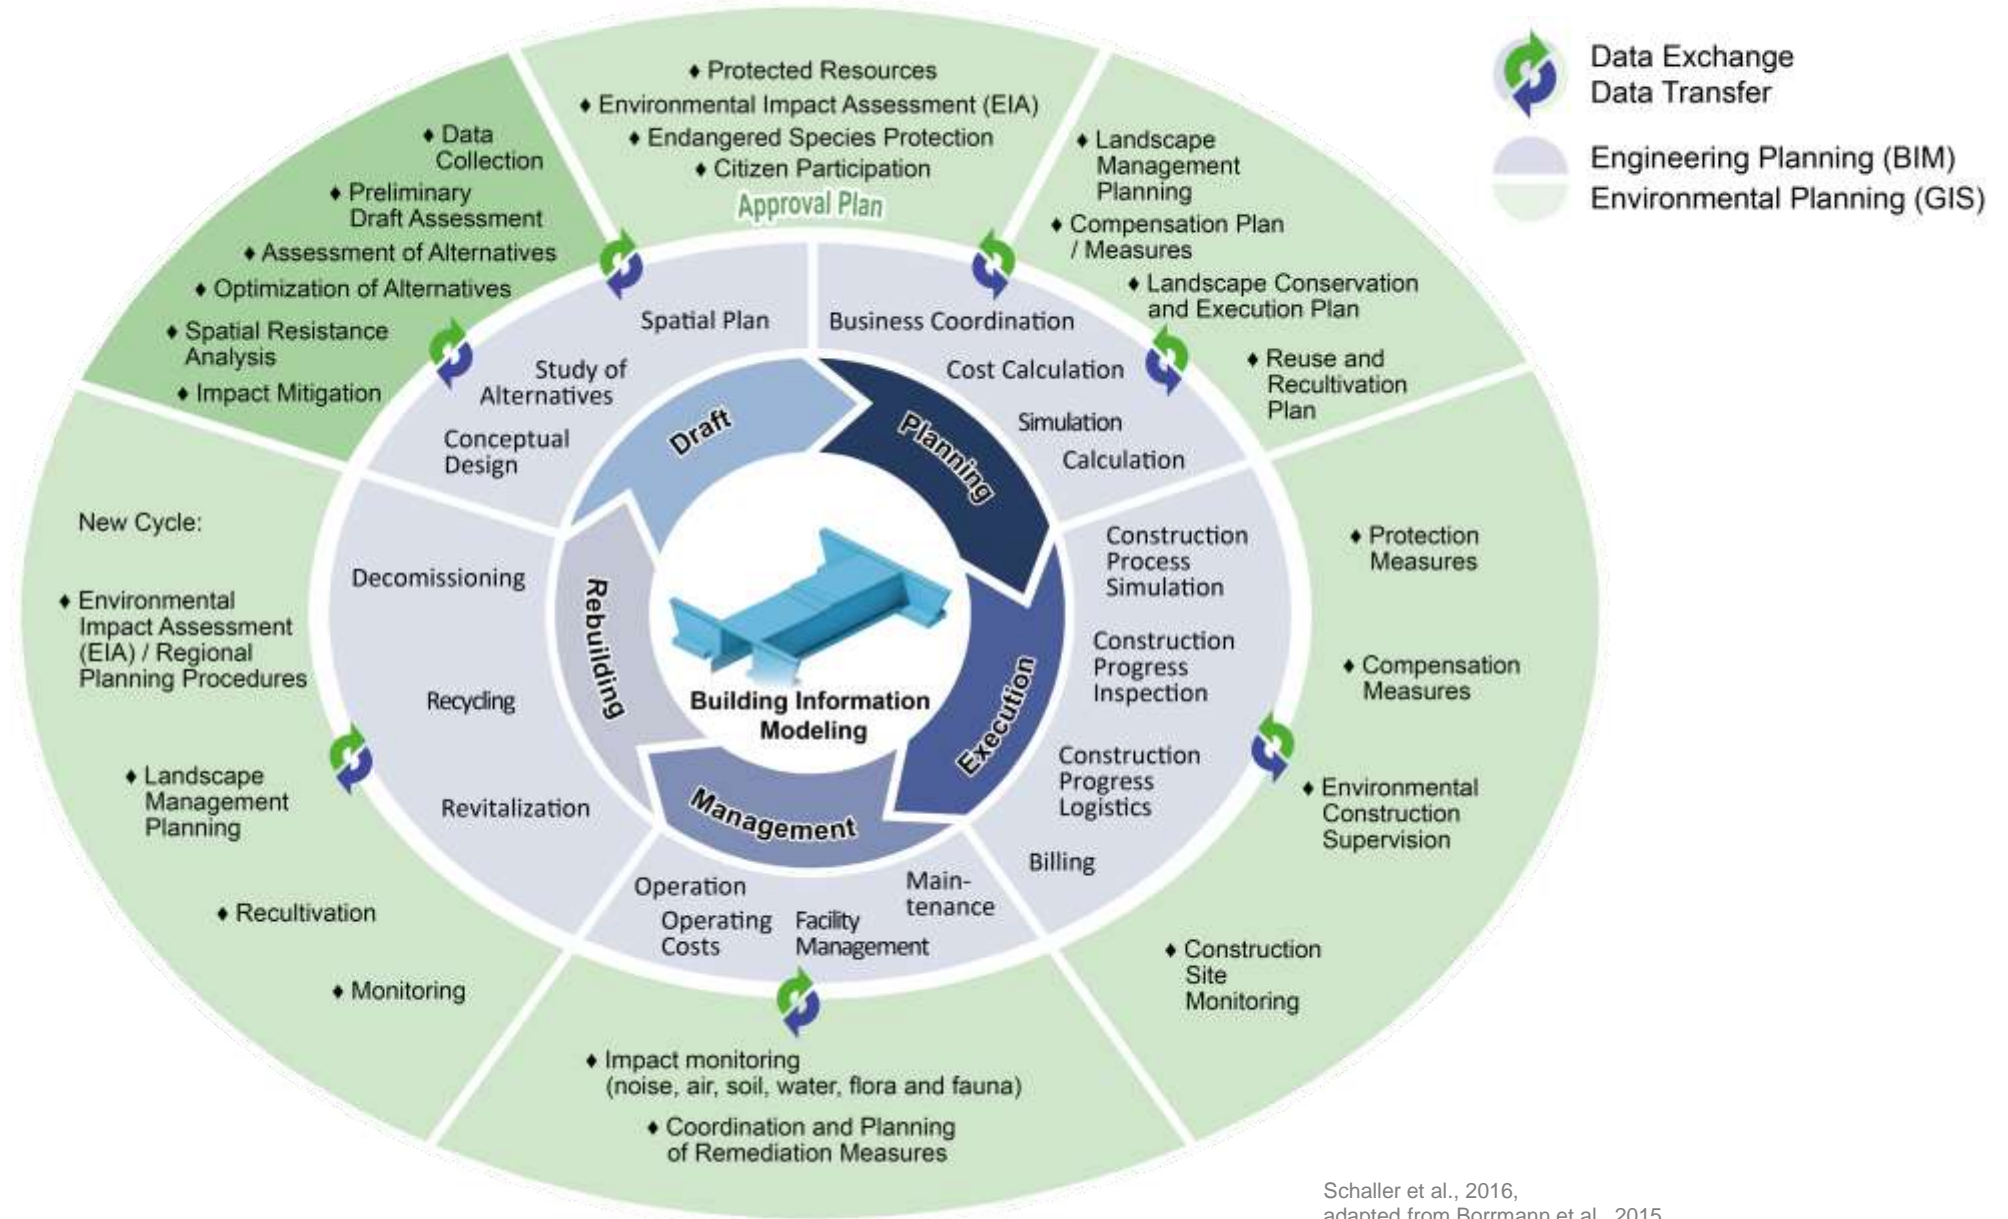 Data Exchange
Data Transfer
Engineering Planning (BIM)
Environmental Planning (GIS)
♦ Protected Resources
♦ Environmental Impact Assessment (EIA)
♦ Endangered Species Protection
♦ Citizen Participation
Approval Plan
♦ Data
Collection
♦ Preliminary
Draft Assessment
♦ Assessment of Alternatives
♦ Optimization of Alternatives
♦ Spatial Resistance
Analysis
♦ Impact Mitigation
♦ Landscape
Management
Planning
♦ Compensation Plan
/ Measures
♦ Landscape Conservation
and Execution Plan
♦ Reuse and
Recultivation
Plan
Spatial Plan
Study of
Alternatives
Conceptual
Design
Business Coordination
Cost Calculation
Simulation
Calculation
Draft
Planning
Execution
Management
Rebuilding
Building Information
Modeling
Construction
Process
Simulation
Construction
Progress
Inspection
Construction
Progress
Logistics
Billing
♦ Protection
Measures
♦ Compensation
Measures
♦ Environmental
Construction
Supervision
♦ Construction
Site
Monitoring
Decomissioning
Recycling
Revitalization
New Cycle:
♦ Environmental
Impact Assessment
(EIA) / Regional
Planning Procedures
♦ Landscape
Management
Planning
♦ Recultivation
♦ Monitoring
Operation
Operating
Costs
Facility
Management
Main-
tenance
♦ Impact monitoring
(noise, air, soil, water, flora and fauna)
♦ Coordination and Planning
of Remediation Measures
Schaller et al., 2016,
adapted from Borrmann et al., 2015